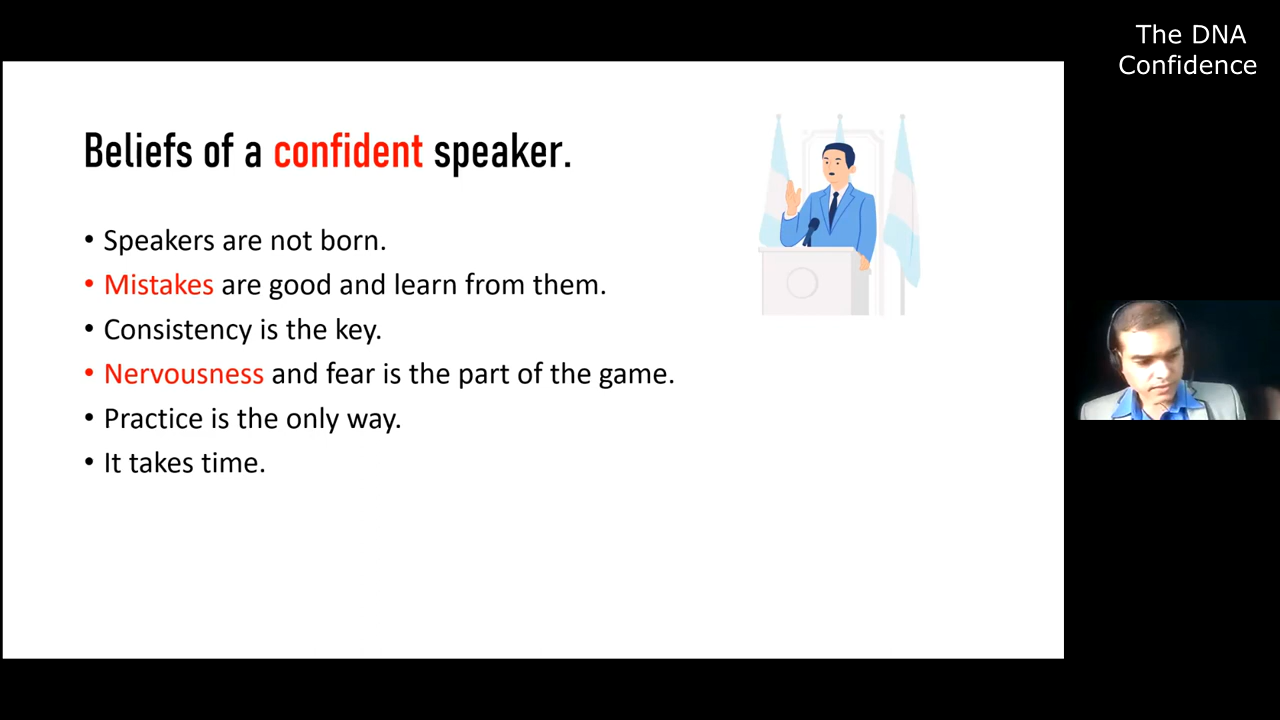 The DNA
Confidence
Beliefs of a confident speaker.
• Speakers are not born.
• Mistakes are good and learn from them.
• Consistency is the key.
• Nervousness and fear is the part of the game.
• Practice is the only way.
• It takes time.